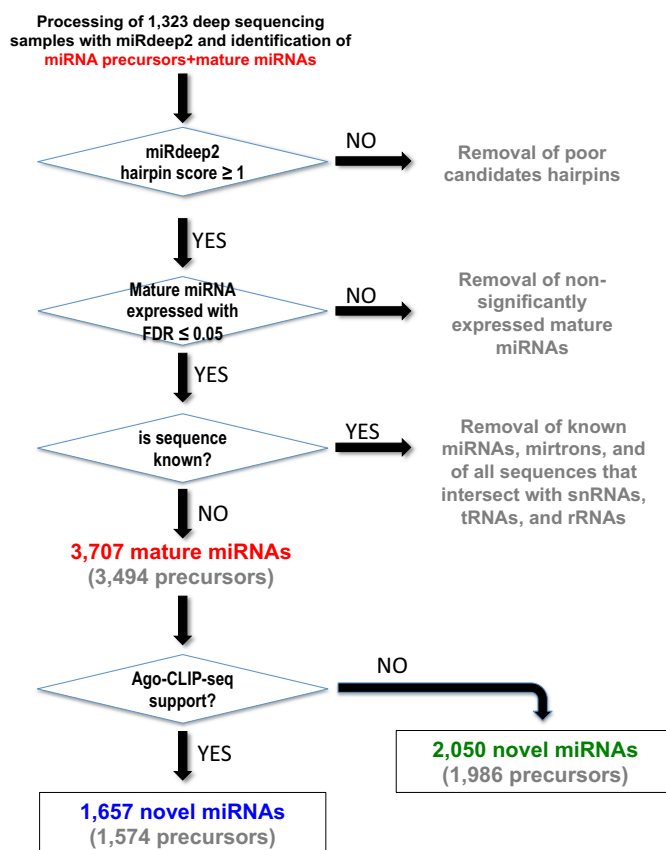 Processing of 1,323 deep sequencing
samples with miRdeep2 and identification of
miRNA precursors+mature miRNAs
miRdeep2
hairpin score ≥ 1
NO
Removal of poor
candidates hairpins
YES
Mature miRNA
expressed with
FDR ≤ 0.05
NO
Removal of non-
significantly
expressed mature
miRNAs
YES
is sequence
known?
YES
Removal of known
miRNAs, mirtrons, and
of all sequences that
intersect with snRNAs,
tRNAs, and rRNAs
NO
3,707 mature miRNAs
(3,494 precursors)
Ago-CLIP-seq
support?
NO
2,050 novel miRNAs
(1,986 precursors)
YES
1,657 novel miRNAs
(1,574 precursors)